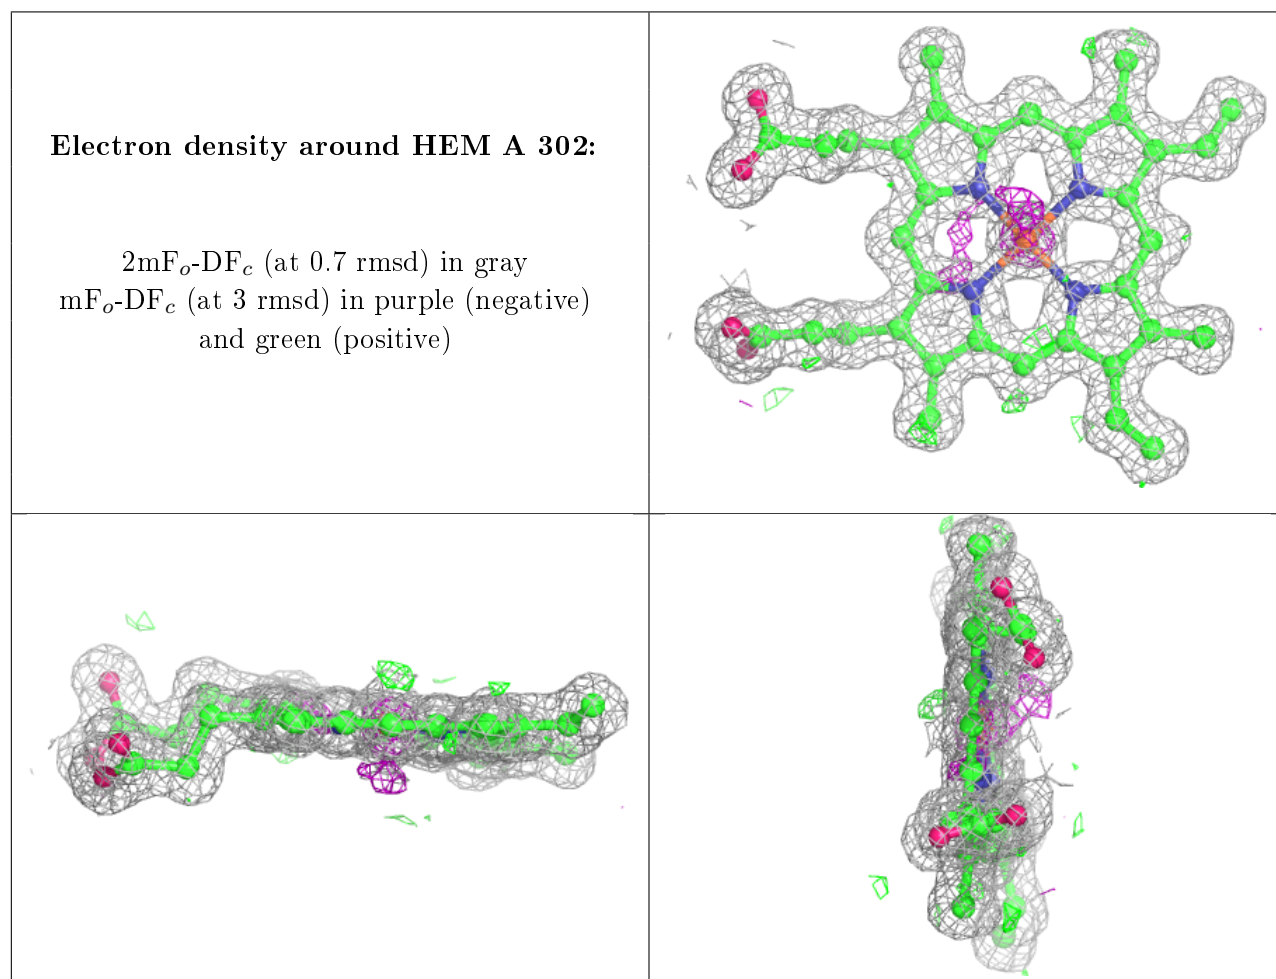 Electron density around HEM A 302:
2mFo-DFc (at 0.7 rmsd) in gray
mFo-DFc (at 3 rmsd) in purple (negative)
and green (positive)